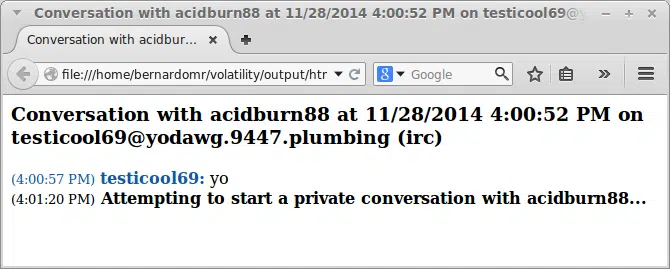 Conversation with acidburn88 at 11/28/2014 4:00:52 PM on testicool69@y
Conversation with acidbur...
file:///home/bernardomr/volatility/output/htr
Google
Conversation with acidburn88 at 11/28/2014 4:00:52 PM on
testicool69@yodawg.9447.plumbing (irc)
(4:00:57 PM) testicool69: yo
(4:01:20 PM) Attempting to start a private conversation with acidburn88...